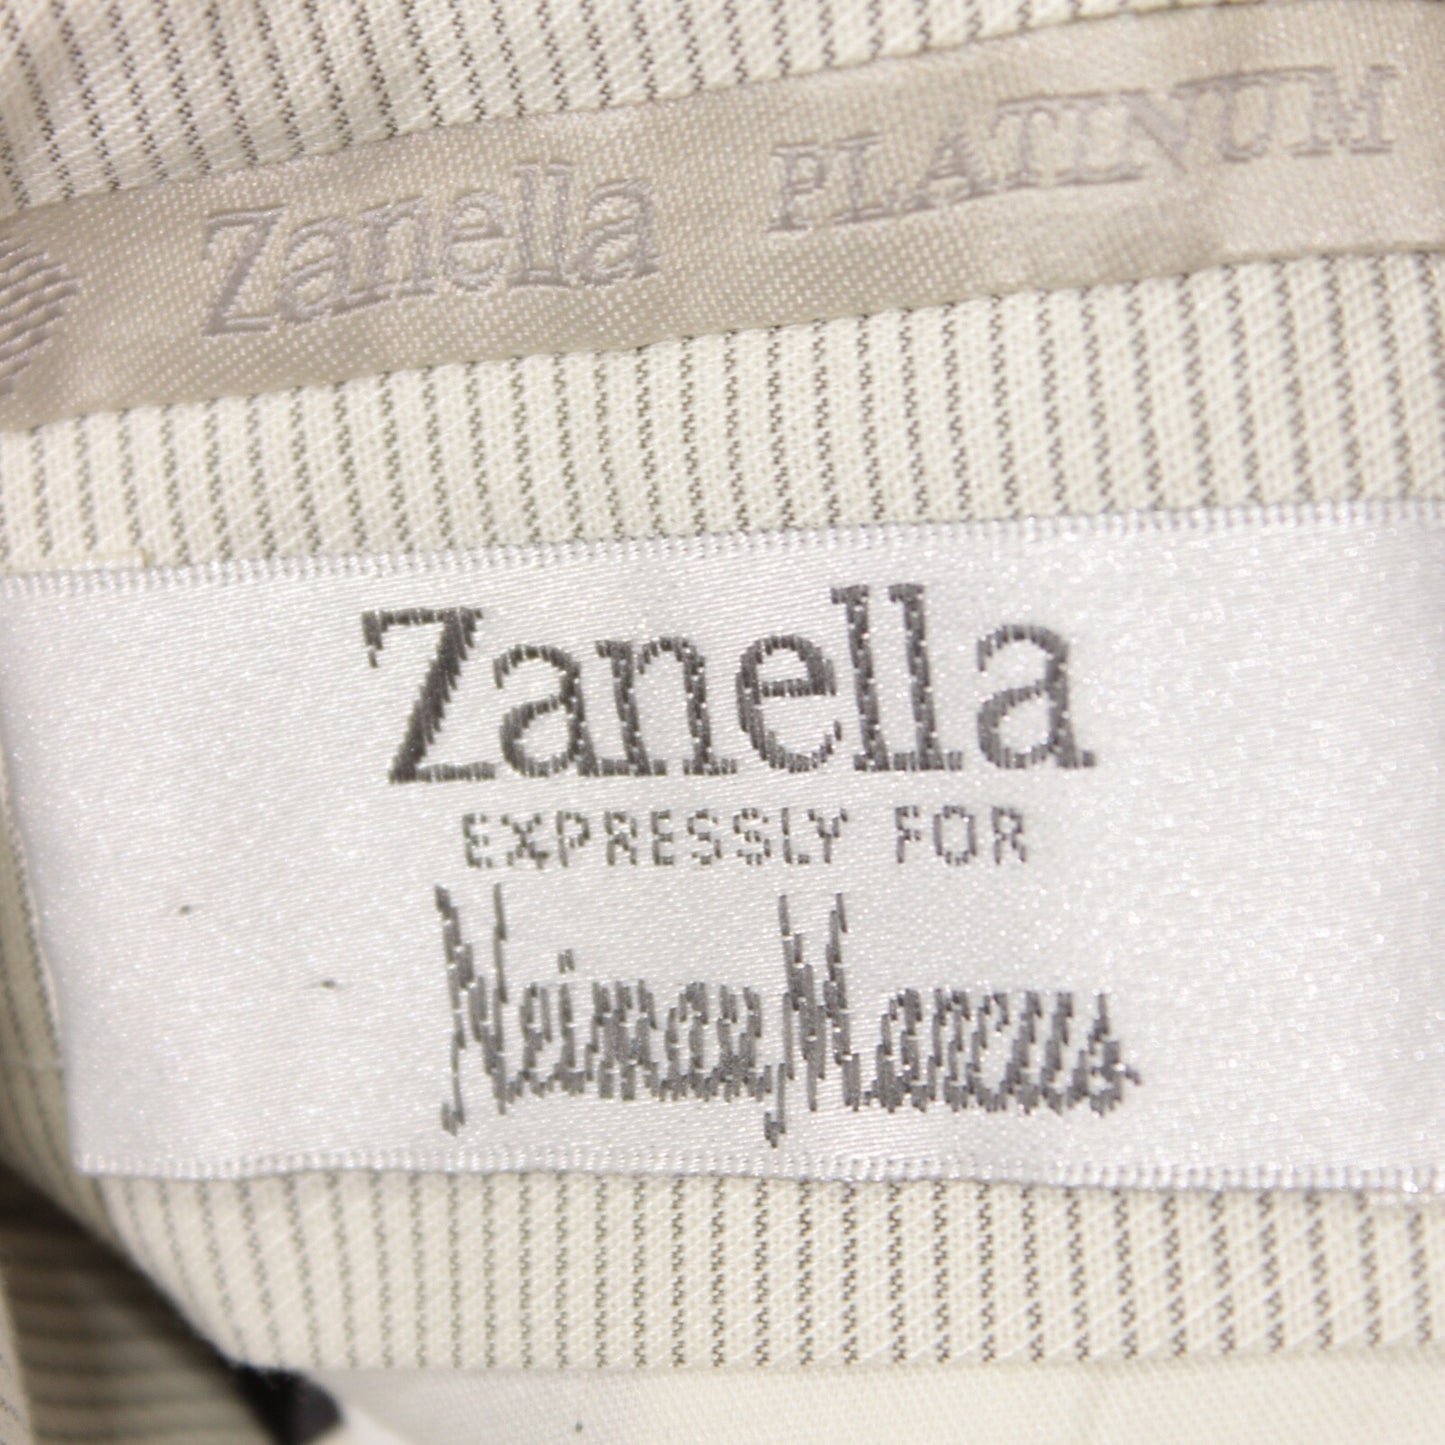 Zanella PLATINUM
Zanella
EXPRESSLY FOR
Neiman Marcus